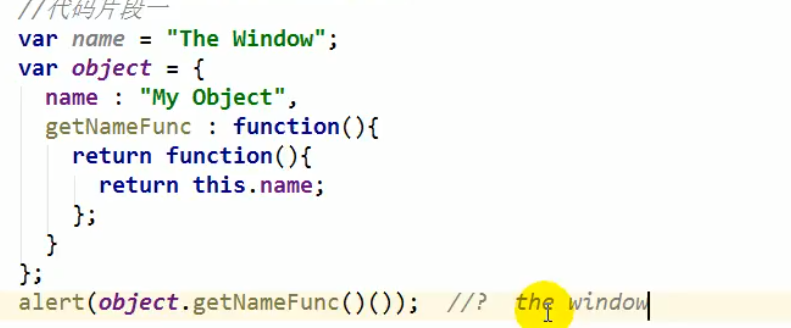 //代码片段一
var name = "The Window";
var object = {
  name : "My Object",
  getNameFunc : function(){
    return function(){
      return this.name;
    };
  }
};
alert(object.getNameFunc()());  //?  the window